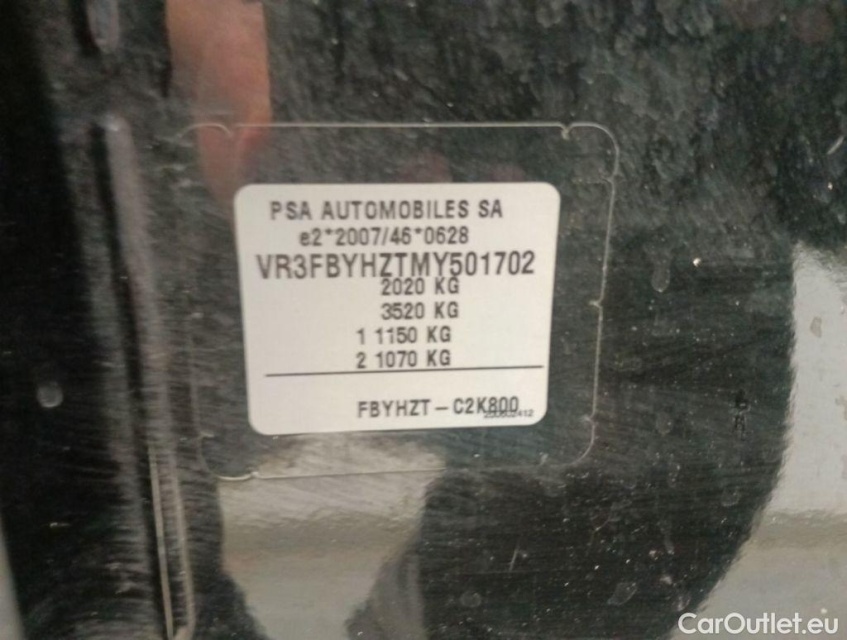 PSA AUTOMOBILES SA
e2*2007/46*0628
VR3FBYHZTMY501702
2020 KG
3520 KG
1 1150 KG
2 1070 KG
FBYHZT - C2K800
CarOutlet.eu